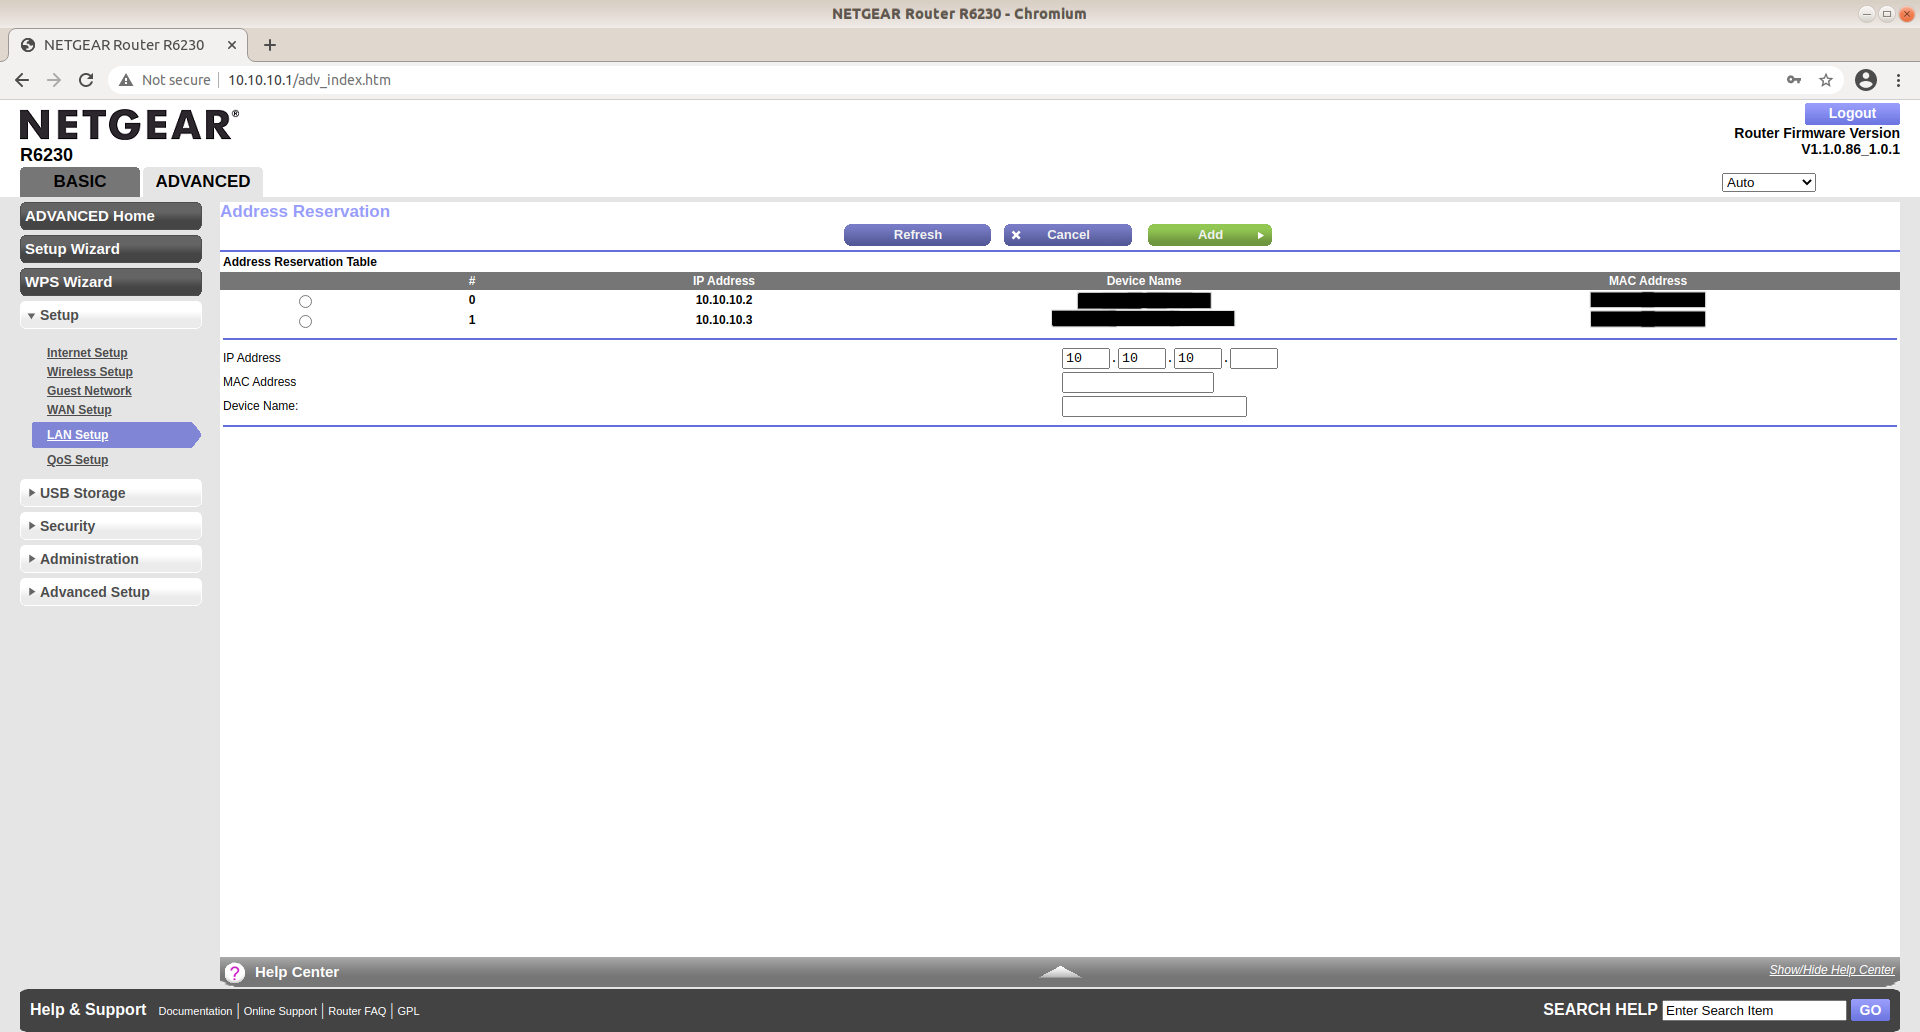 NETGEAR Router R6230 - Chromium
NETGEAR Router R6230
Not secure 10.10.10.1/adv_index.htm
NETGEAR®
R6230
Logout
Router Firmware Version
V1.1.0.86_1.0.1
BASIC ADVANCED
Auto
ADVANCED Home
Setup Wizard
WPS Wizard
Setup
Internet Setup
Wireless Setup
Guest Network
WAN Setup
LAN Setup
QoS Setup
USB Storage
Security
Administration
Advanced Setup
Address Reservation
Refresh Cancel Add
Address Reservation Table
# IP Address Device Name MAC Address
0 10.10.10.2
1 10.10.10.3
IP Address 10 . 10 . 10 .
MAC Address
Device Name:
? Help Center Show/Hide Help Center
Help & Support Documentation | Online Support | Router FAQ | GPL
SEARCH HELP Enter Search Item GO